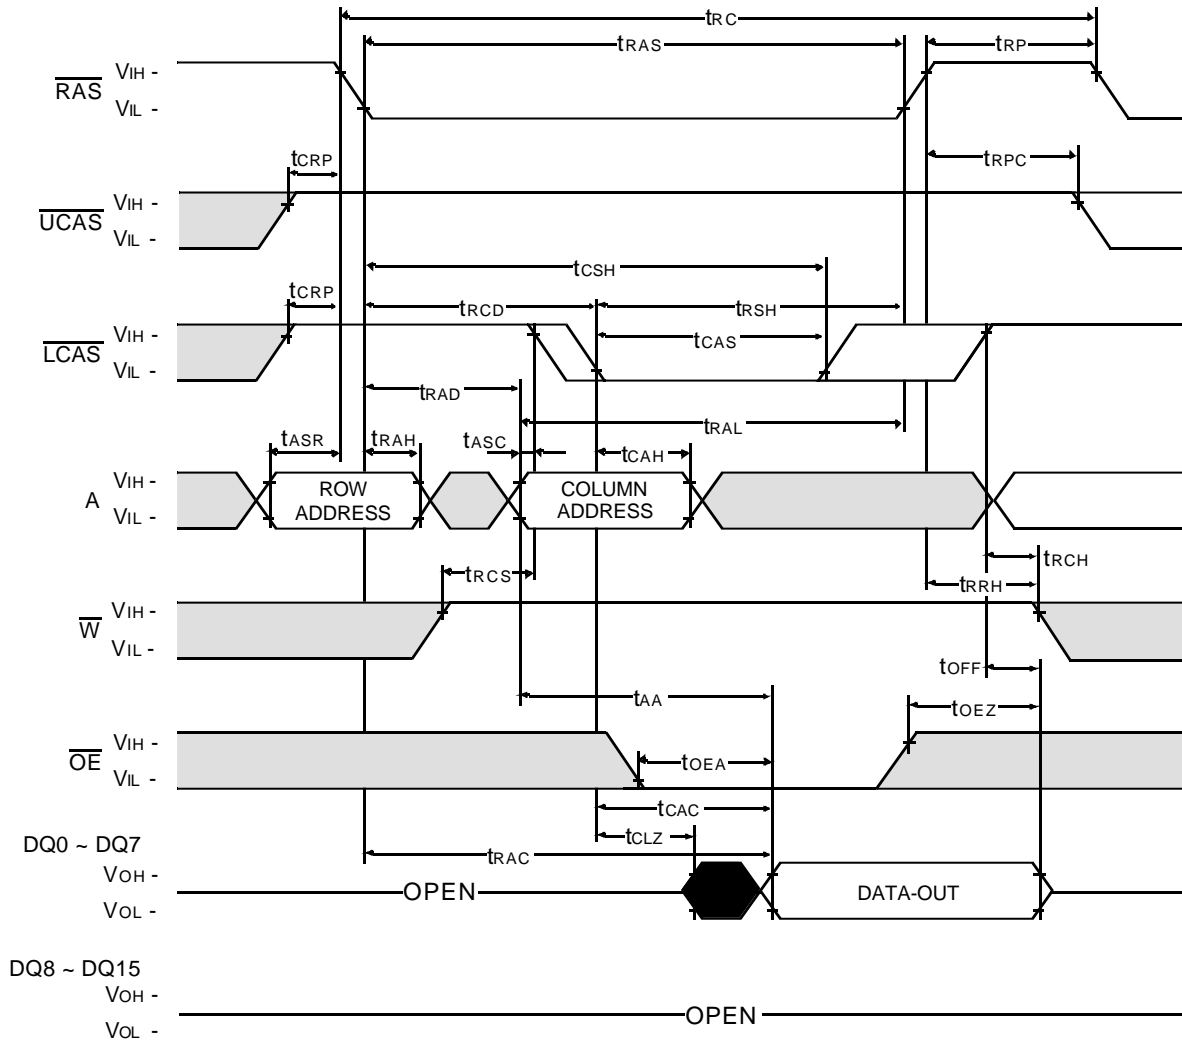 tRC
tRAS
tRP
RAS
VIH -
VIL -
tCRP
tRPC
UCAS
VIH -
VIL -
tCSH
tCRP
tRCD
tRSH
LCAS
VIH -
VIL -
tCAS
tRAD
tRAL
tASR
tRAH
tASC
tCAH
A
VIH -
VIL -
ROW
ADDRESS
COLUMN
ADDRESS
tRCS
tRCH
tRRH
W
VIH -
VIL -
tOFF
tAA
tOEZ
OE
VIH -
VIL -
tOEA
tCAC
tCLZ
tRAC
DQ0 ~ DQ7
VOH -
VOL -
OPEN
DATA-OUT
DQ8 ~ DQ15
VOH -
VOL -
OPEN